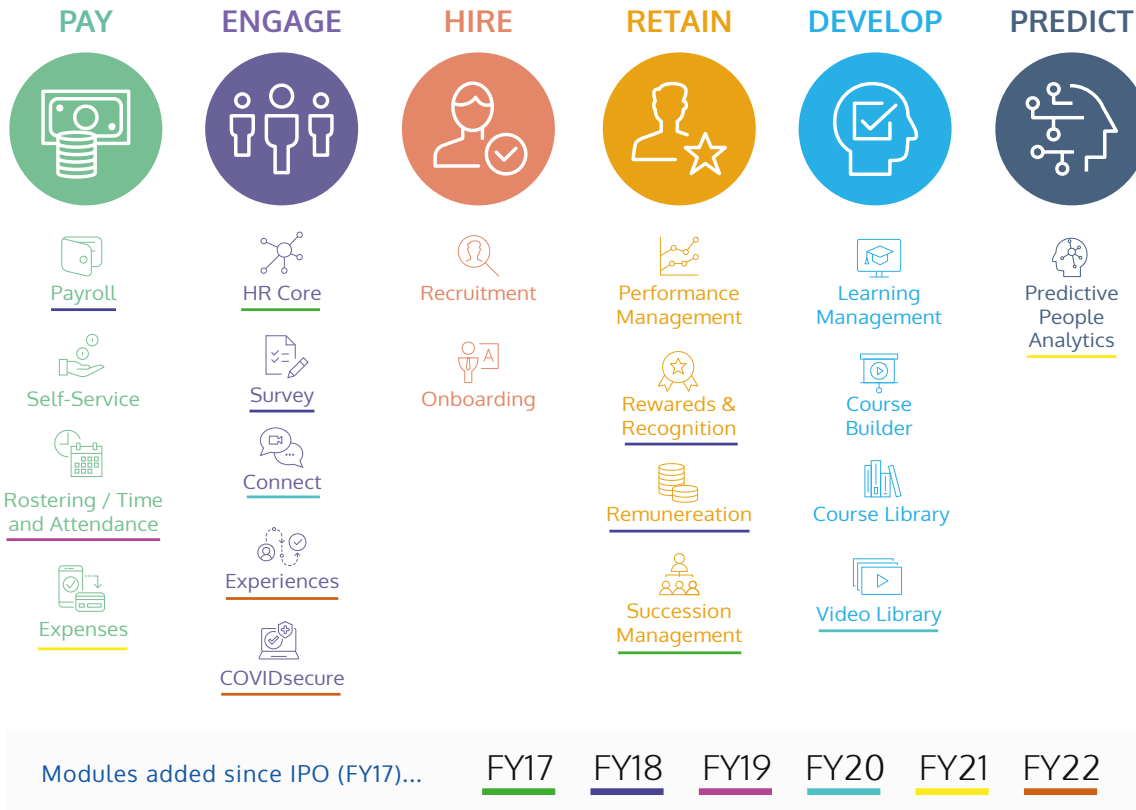 PAY
ENGAGE
HIRE
RETAIN
DEVELOP
PREDICT
Payroll
Self-Service
Rostering / Time
and Attendance
Expenses
HR Core
Survey
Connect
Experiences
COVIDsecure
Recruitment
A
Onboarding
Performance
Management
Rewareds &
Recognition
Remunereation
Succession
Management
Learning
Management
Course
Builder
Course Library
Video Library
Predictive
People
Analytics
Modules added since IPO (FY17)...
FY17
FY18
FY19
FY20
FY21
FY22